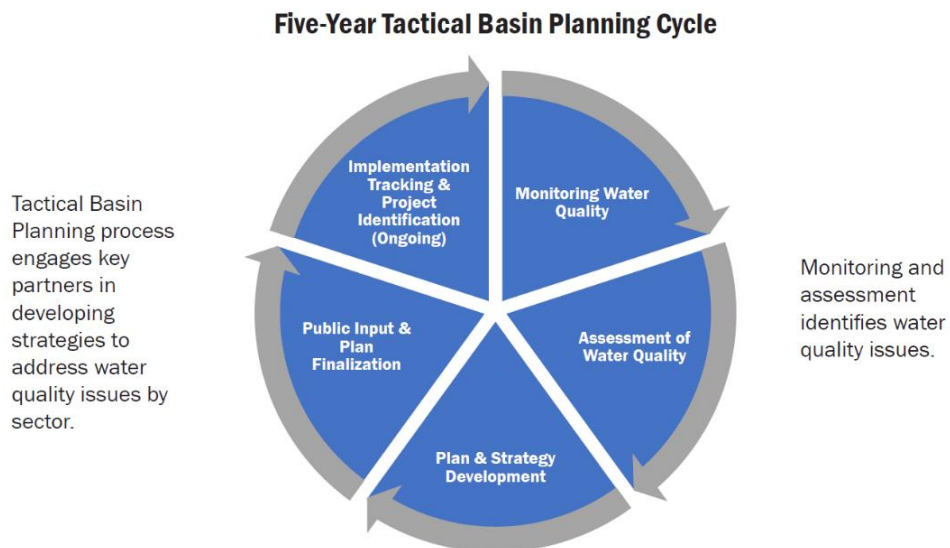 Five-Year Tactical Basin Planning Cycle
Implementation
Tracking &
Project
Identification
(Ongoing)
Monitoring Water
Quality
Tactical Basin
Planning process
engages key
partners in
developing
strategies to
address water
quality issues by
sector.
Public Input &
Plan
Finalization
Assessment of
Water Quality
Monitoring and
assessment
identifies water
quality issues.
Plan & Strategy
Development